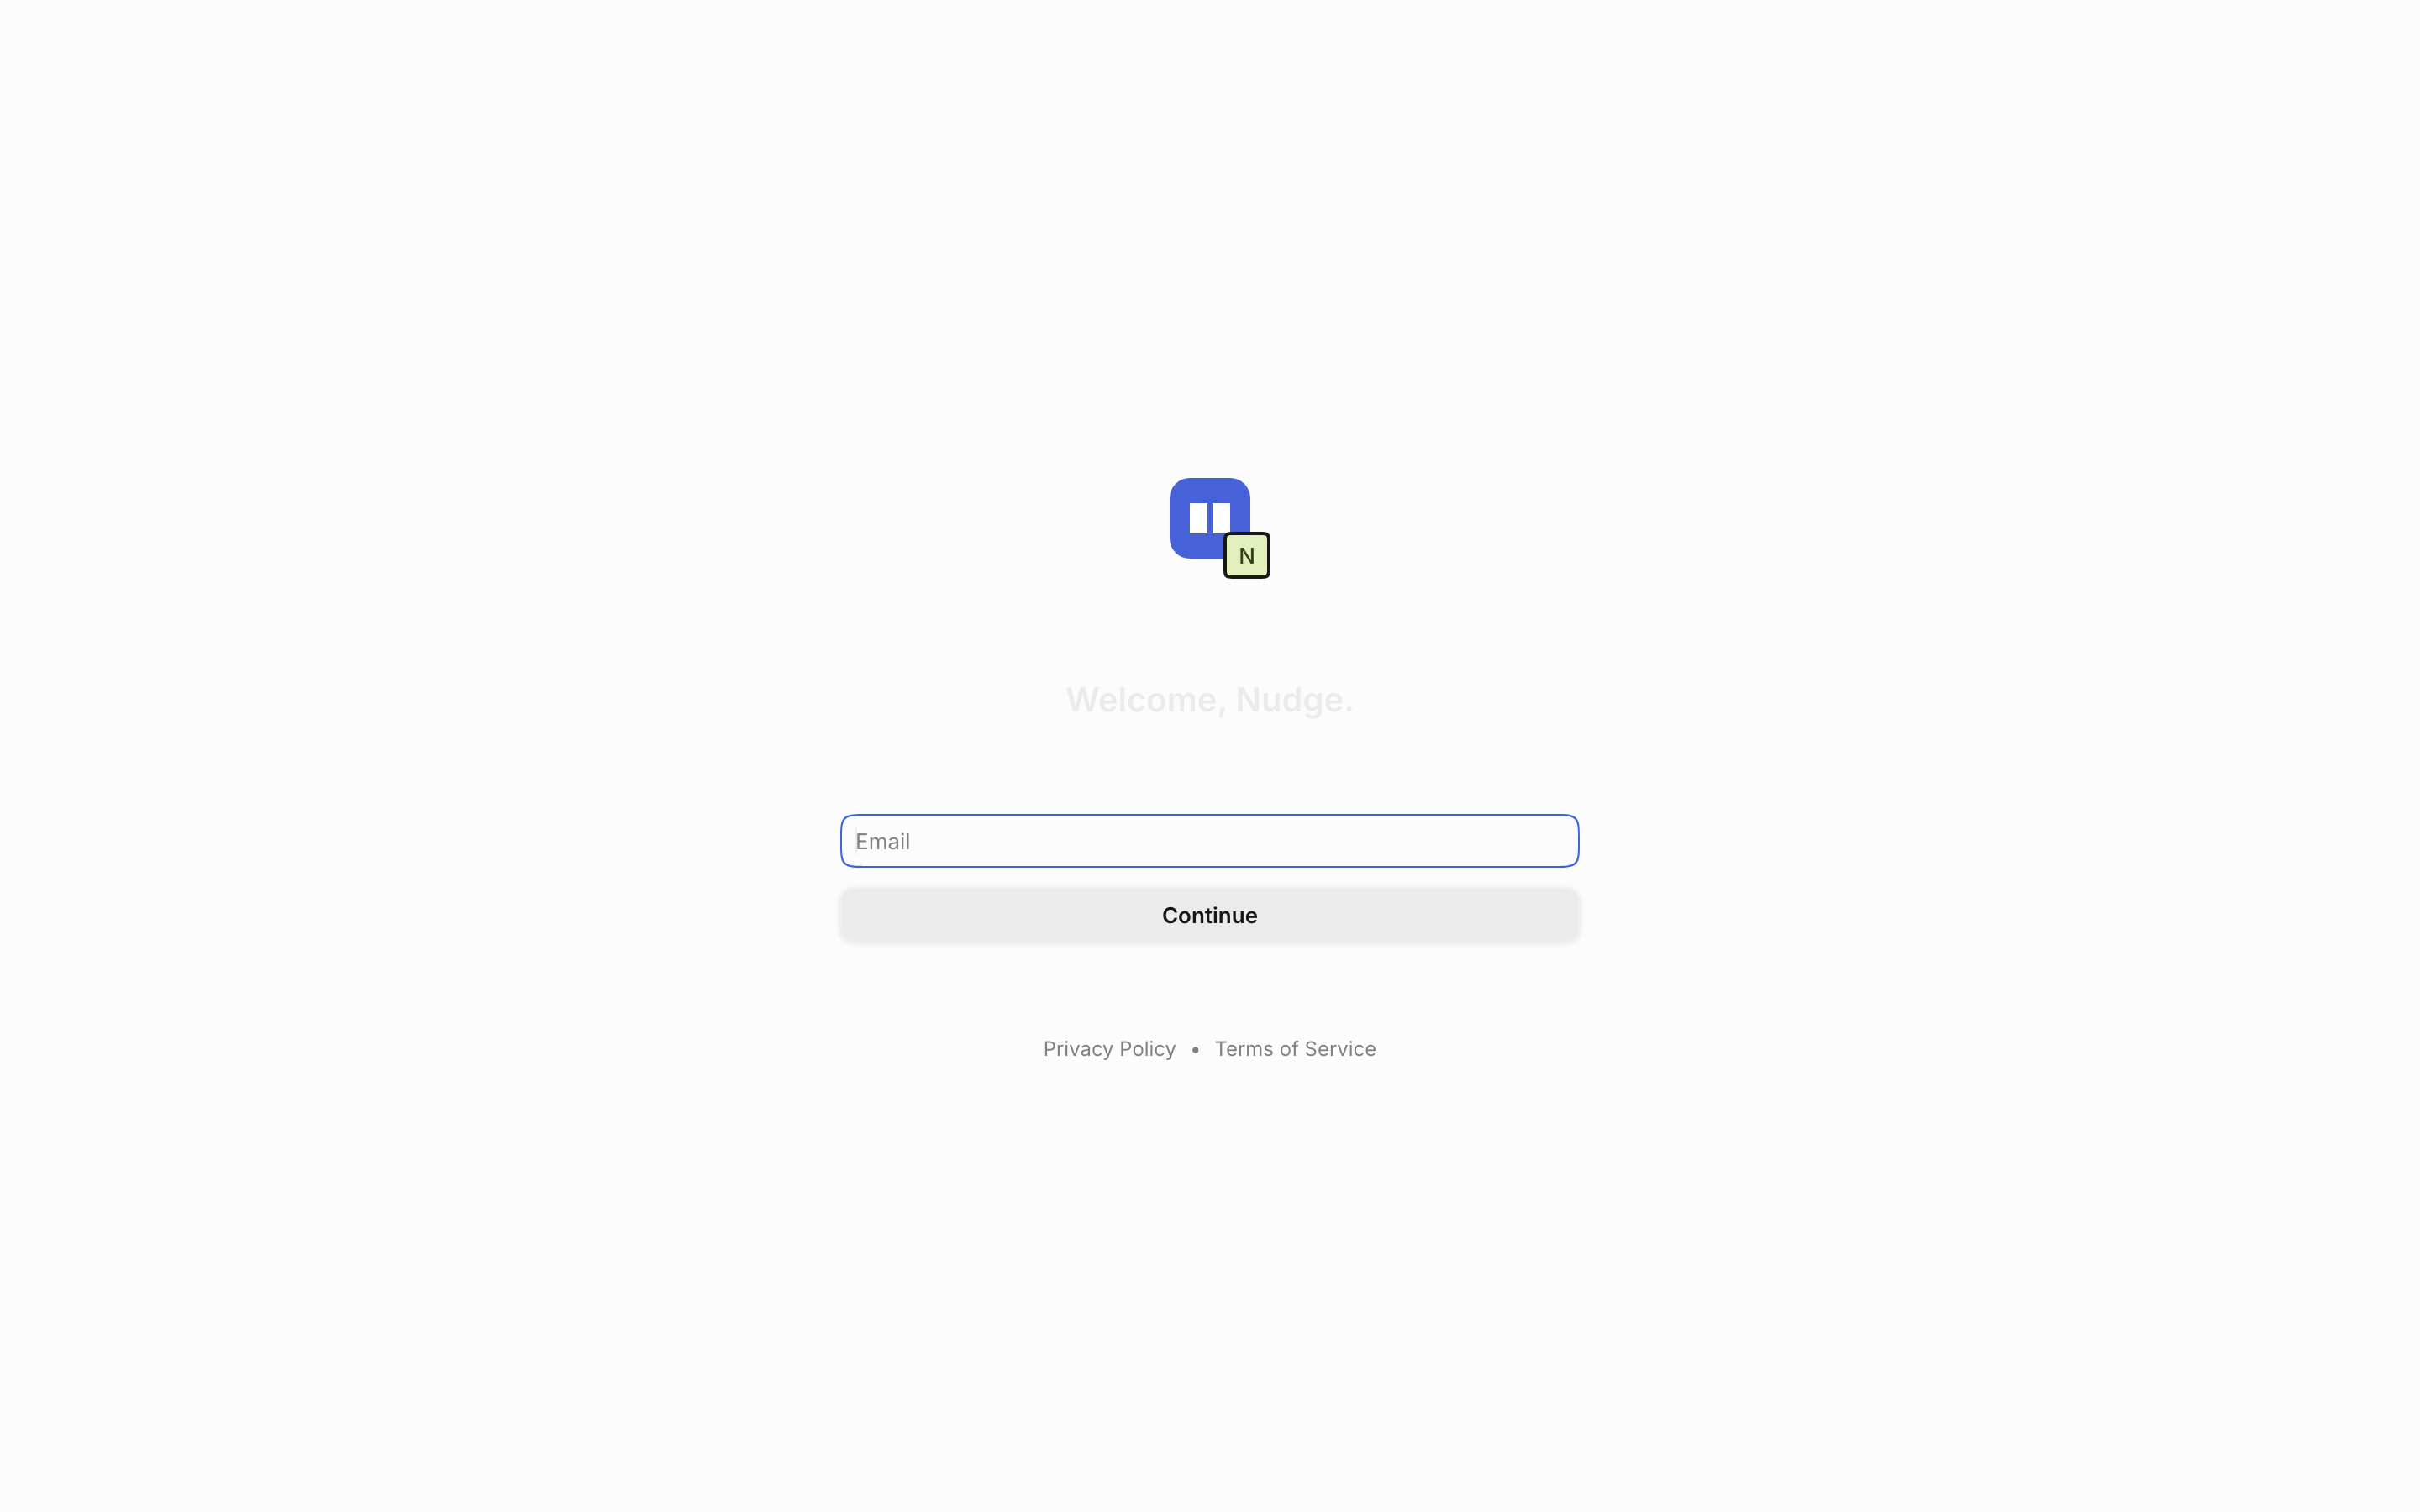 N
Welcome, Nudge.
Email
Continue
Privacy Policy • Terms of Service